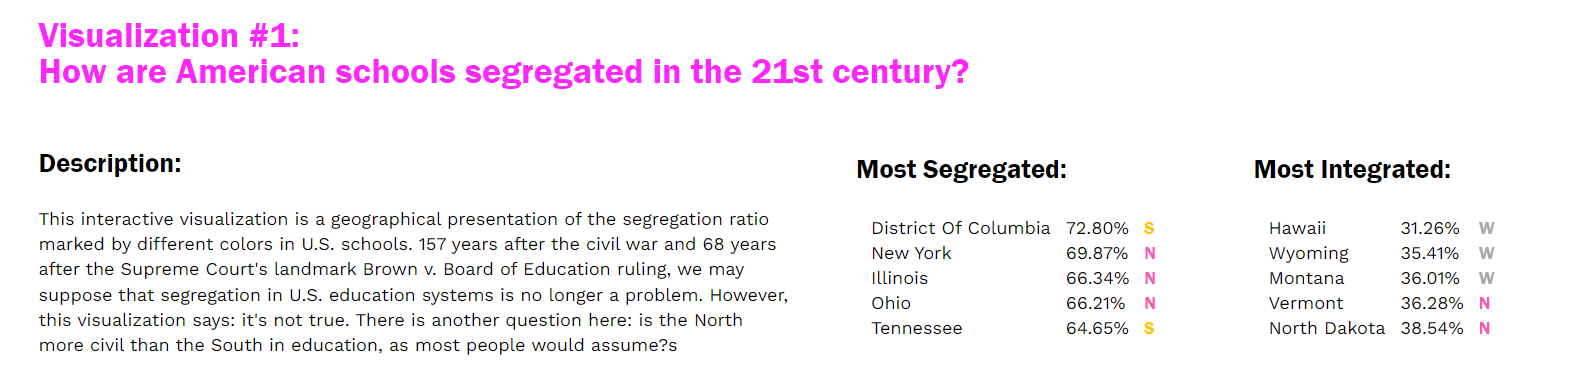 Visualization #1:
How are American schools segregated in the 21st century?
Description:
This interactive visualization is a geographical presentation of the segregation ratio
marked by different colors in U.S. schools. 157 years after the civil war and 68 years
after the Supreme Court's landmark Brown v. Board of Education ruling, we may
suppose that segregation in U.S. education systems is no longer a problem. However,
this visualization says: it's not true. There is another question here: is the North
more civil than the South in education, as most people would assume?s
Most Segregated:
District Of Columbia 72.80% S
New York 69.87% N
Illinois 66.34% N
Ohio 66.21% N
Tennessee 64.65% S
Most Integrated:
Hawaii 31.26% W
Wyoming 35.41% W
Montana 36.01% W
Vermont 36.28% N
North Dakota 38.54% N